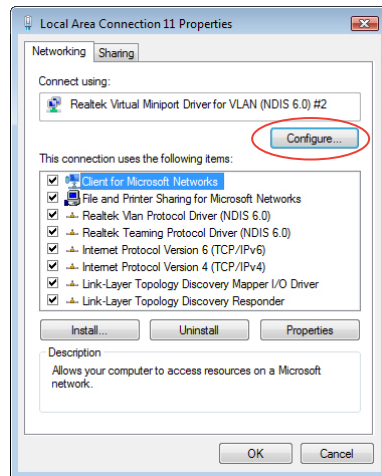 Local Area Connection 11 Properties
Networking
Sharing
Connect using:
Realtek Virtual Miniport Driver for VLAN (NDIS 6.0) #2
Configure...
This connection uses the following items:
Client for Microsoft Networks
File and Printer Sharing for Microsoft Networks
Realtek Vlan Protocol Driver (NDIS 6.0)
Realtek Teaming Protocol Driver (NDIS 6.0)
Internet Protocol Version 6 (TCP/IPv6)
Internet Protocol Version 4 (TCP/IPv4)
Link-Layer Topology Discovery Mapper I/O Driver
Link-Layer Topology Discovery Responder
Install...
Uninstall
Properties
Description
Allows your computer to access resources on a Microsoft
network.
OK
Cancel